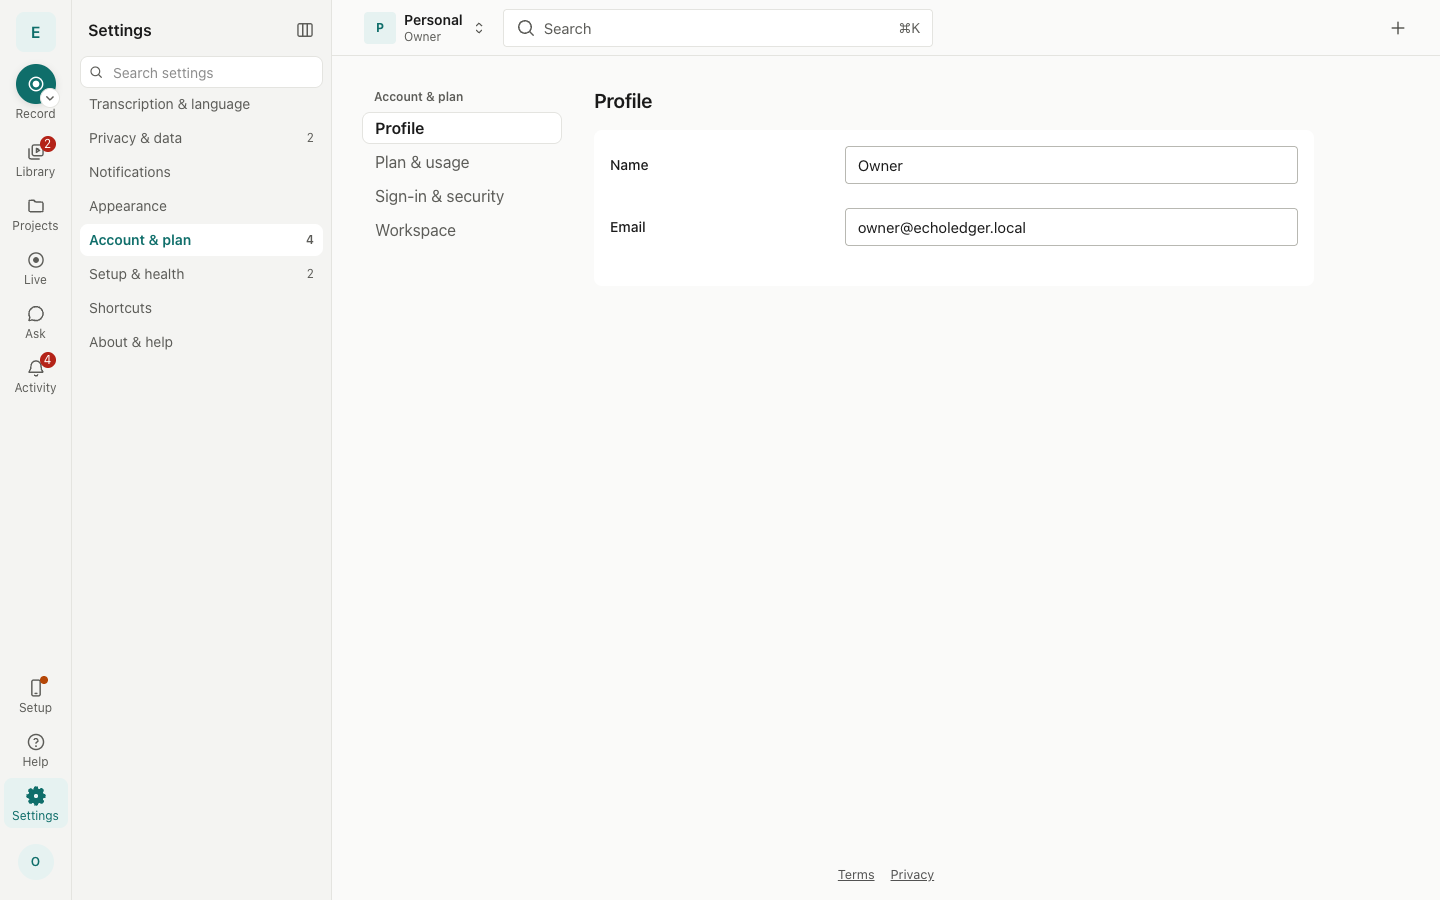 E
Record
2
Library
Projects
Live
Ask
4
Activity
Setup
Help
Settings
O
Settings
Search settings
Transcription & language
Privacy & data 2
Notifications
Appearance
Account & plan 4
Setup & health 2
Shortcuts
About & help
P
Personal
Owner
Search ⌘K
Account & plan
Profile
Plan & usage
Sign-in & security
Workspace
Profile
Name Owner
Email owner@echoledger.local
Terms Privacy